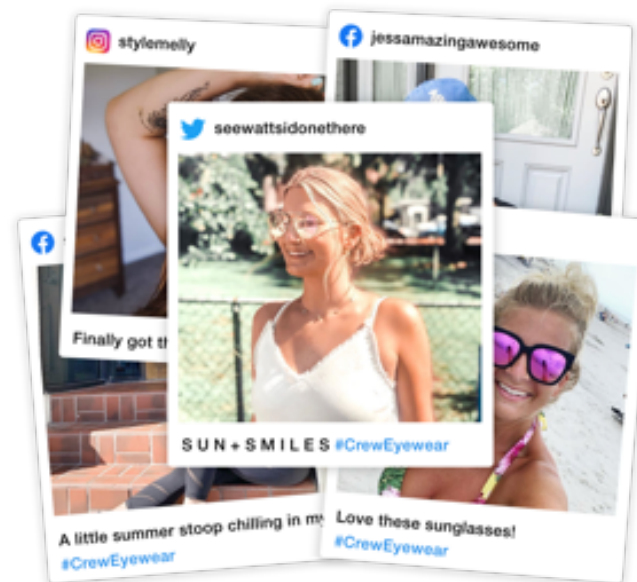 stylemelly
jessamazingawesome
seewattsidonethere
Finally got th
S U N + S M I L E S #CrewEyewear
A little summer stoop chilling in my
#CrewEyewear
Love these sunglasses!
#CrewEyewear